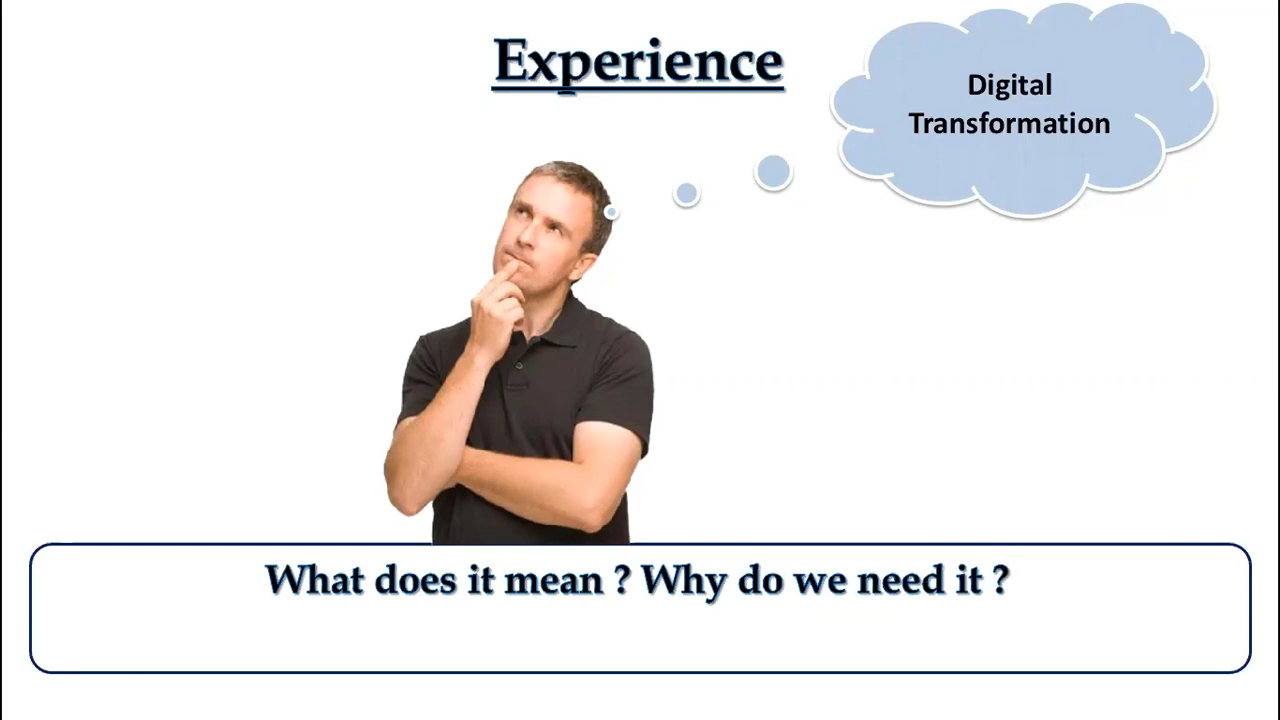 Experience
Digital
Transformation
What does it mean ? Why do we need it ?